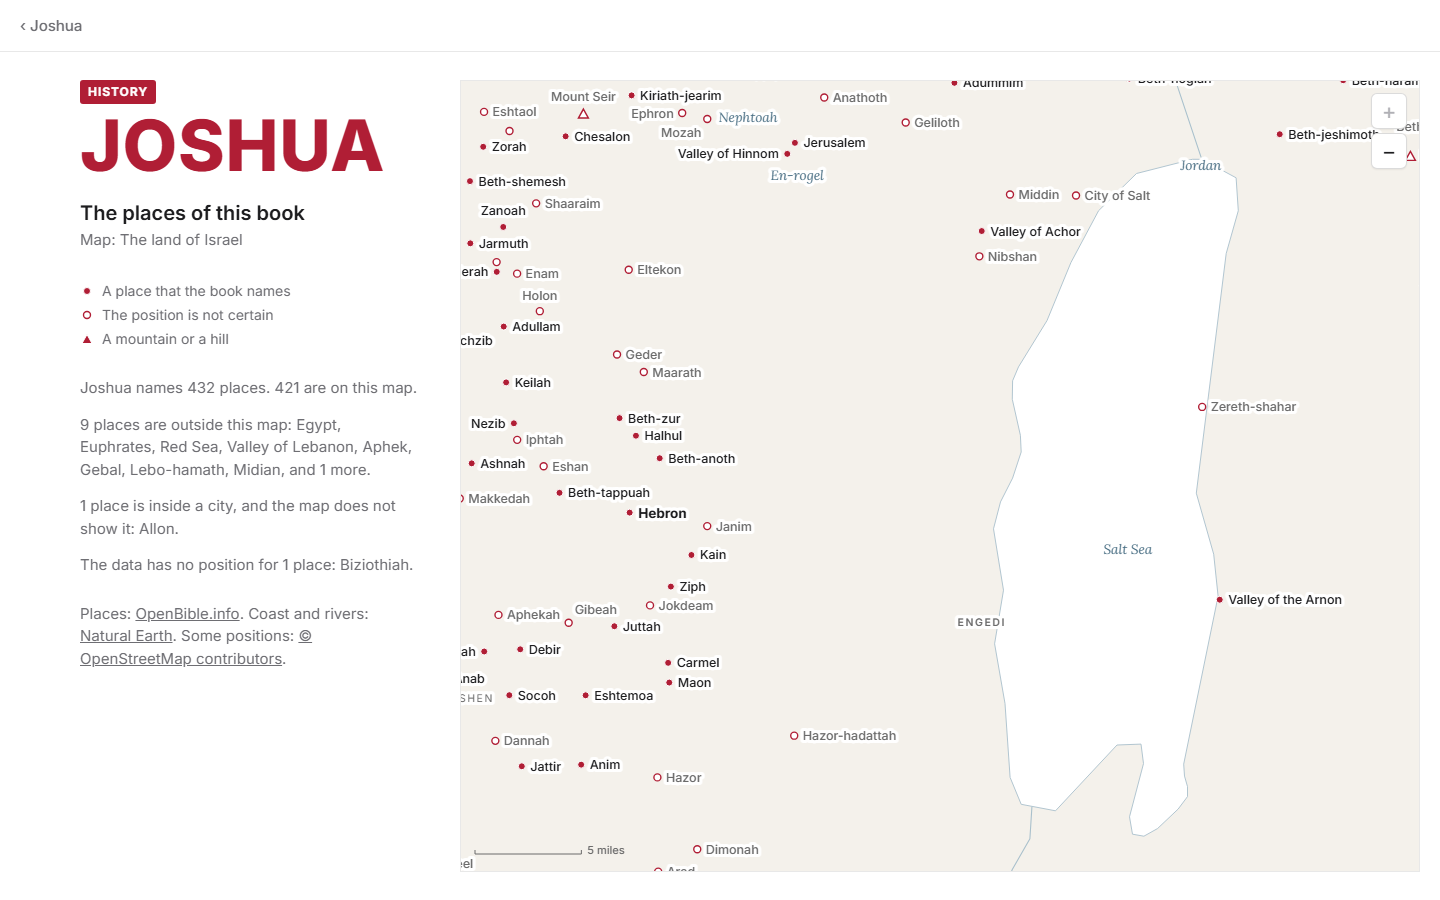 ‹ Joshua
HISTORY
JOSHUA
The places of this book
Map: The land of Israel
A place that the book names
The position is not certain
A mountain or a hill
Joshua names 432 places. 421 are on this map.
9 places are outside this map: Egypt,
Euphrates, Red Sea, Valley of Lebanon, Aphek,
Gebal, Lebo-hamath, Midian, and 1 more.
1 place is inside a city, and the map does not
show it: Allon.
The data has no position for 1 place: Biziothiah.
Places: OpenBible.info. Coast and rivers:
Natural Earth. Some positions: ©
OpenStreetMap contributors.
Adummim
Mount Seir
Kiriath-jearim
Anathoth
Eshtaol
Ephron
Nephtoah
Geliloth
Mozah
Chesalon
Beth-jeshimoth
Zorah
Jerusalem
Valley of Hinnom
Jordan
En-rogel
Beth-shemesh
Middin
City of Salt
Shaaraim
Zanoah
Valley of Achor
Jarmuth
Nibshan
erah
Enam
Eltekon
Holon
Adullam
chzib
Geder
Maarath
Keilah
Zereth-shahar
Beth-zur
Nezib
Halhul
Iphtah
Beth-anoth
Ashnah
Eshan
Beth-tappuah
Makkedah
Hebron
Janim
Salt Sea
Kain
Ziph
Valley of the Arnon
Jokdeam
Gibeah
Aphekah
ENGEDI
Juttah
Debir
ah
Carmel
nab
Maon
SHEN
Socoh
Eshtemoa
Hazor-hadattah
Dannah
Anim
Jattir
Hazor
5 miles
Dimonah
eel